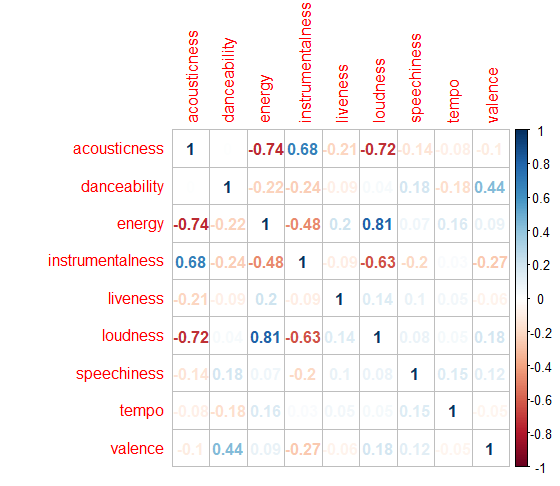 acousticness danceability energy instrumentalness liveness loudness speechiness tempo valence
acousticness 1 -0.74 0.68 -0.21 -0.72 -0.14 -0.08 -0.1
danceability 1 -0.22 -0.24 -0.09 0.04 0.18 -0.18 0.44
energy -0.74 -0.22 1 -0.48 0.2 0.81 0.07 0.16 0.09
instrumentalness 0.68 -0.24 -0.48 1 -0.09 -0.63 -0.2 -0.27
liveness -0.21 -0.09 0.2 -0.09 1 0.14 0.1 0.05 -0.06
loudness -0.72 0.04 0.81 -0.63 0.14 1 0.08 0.05 0.18
speechiness -0.14 0.18 0.07 -0.2 0.1 0.08 1 0.15 0.12
tempo -0.08 -0.18 0.16 0.05 0.05 0.15 1 -0.05
valence -0.1 0.44 0.09 -0.27 -0.06 0.18 0.12 -0.05 1
1
0.8
0.6
0.4
0.2
0
-0.2
-0.4
-0.6
-0.8
-1